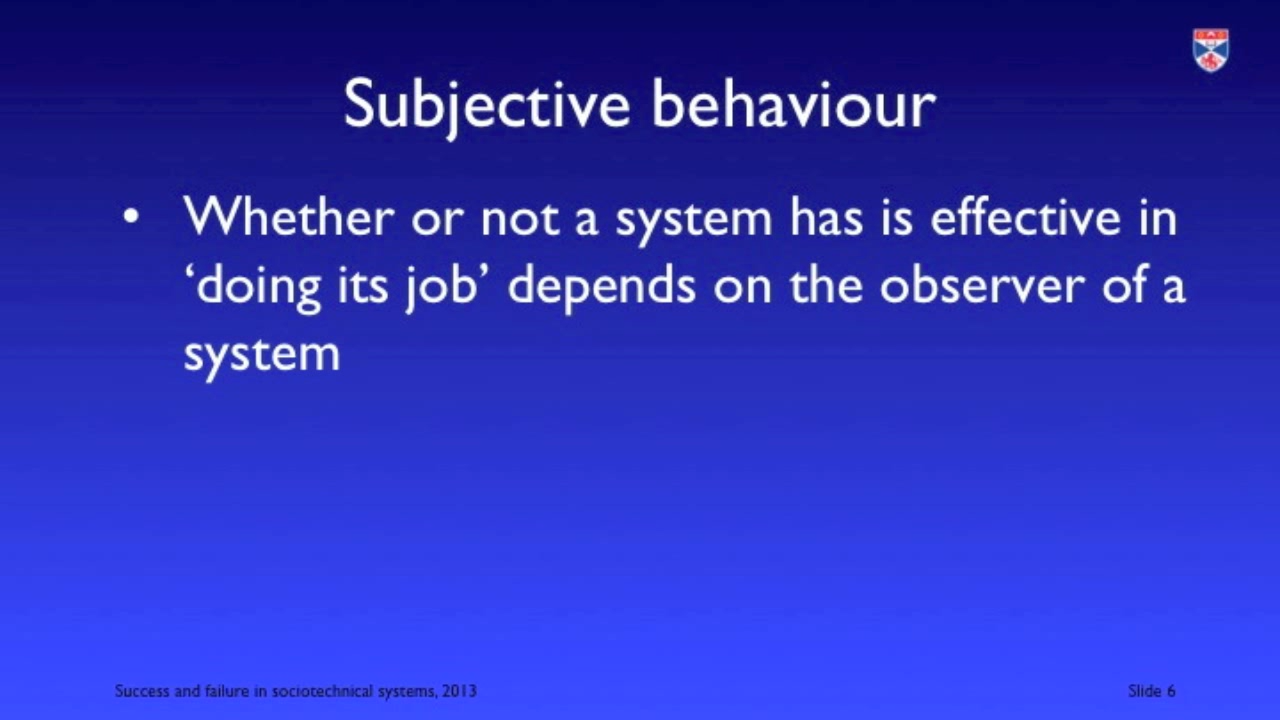 Subjective behaviour
• Whether or not a system has is effective in
‘doing its job’ depends on the observer of a
system
Success and failure in sociotechnical systems, 2013
Slide 6